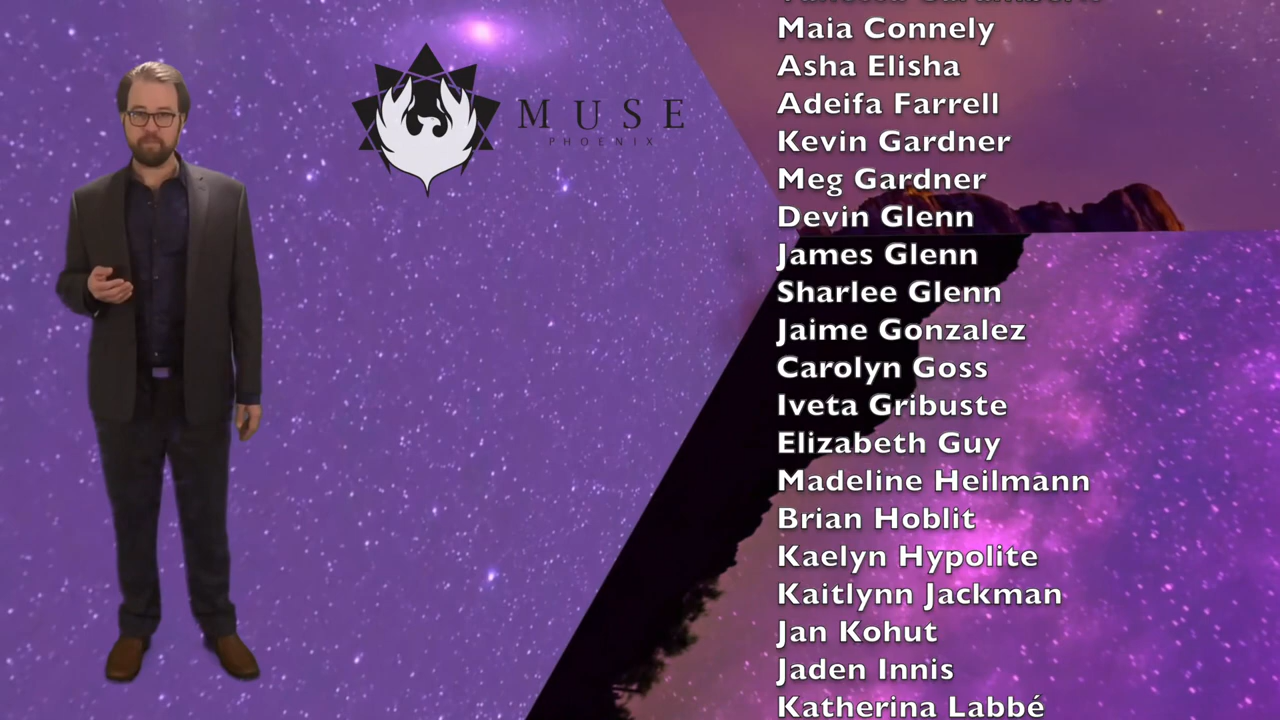 MUSE
PHOENIX
Maia Connely
Asha Elisha
Adeifa Farrell
Kevin Gardner
Meg Gardner
Devin Glenn
James Glenn
Sharlee Glenn
Jaime Gonzalez
Carolyn Goss
Iveta Gribuste
Elizabeth Guy
Madeline Heilmann
Brian Hoblit
Kaelyn Hypolite
Kaitlynn Jackman
Jan Kohut
Jaden Innis
Katherina Labbé